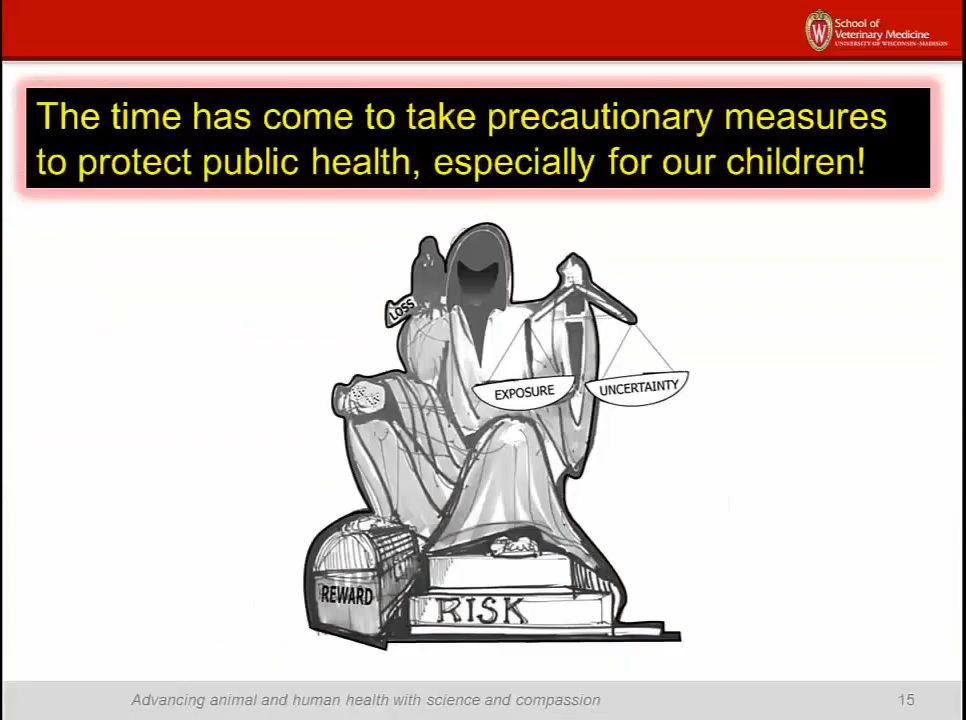 School of
Veterinary Medicine
UNIVERSITY OF WISCONSIN-MADISON
The time has come to take precautionary measures
to protect public health, especially for our children!
LOSS
EXPOSURE
UNCERTAINTY
REWARD
RISK
Advancing animal and human health with science and compassion
15